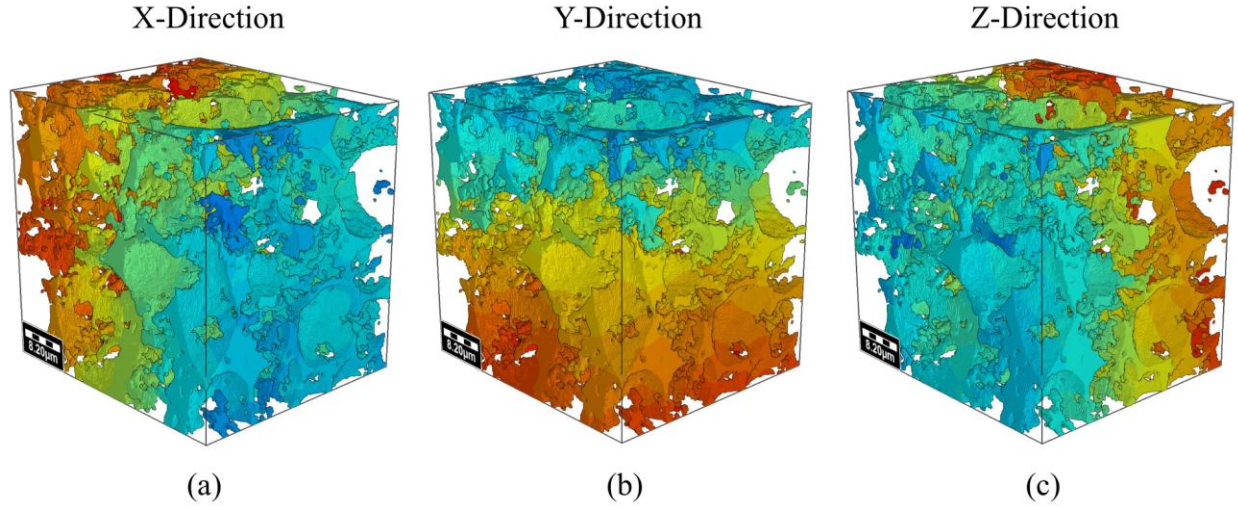 X-Direction
Y-Direction
Z-Direction
8.20μm
8.20μm
8.20μm
(a)
(b)
(c)